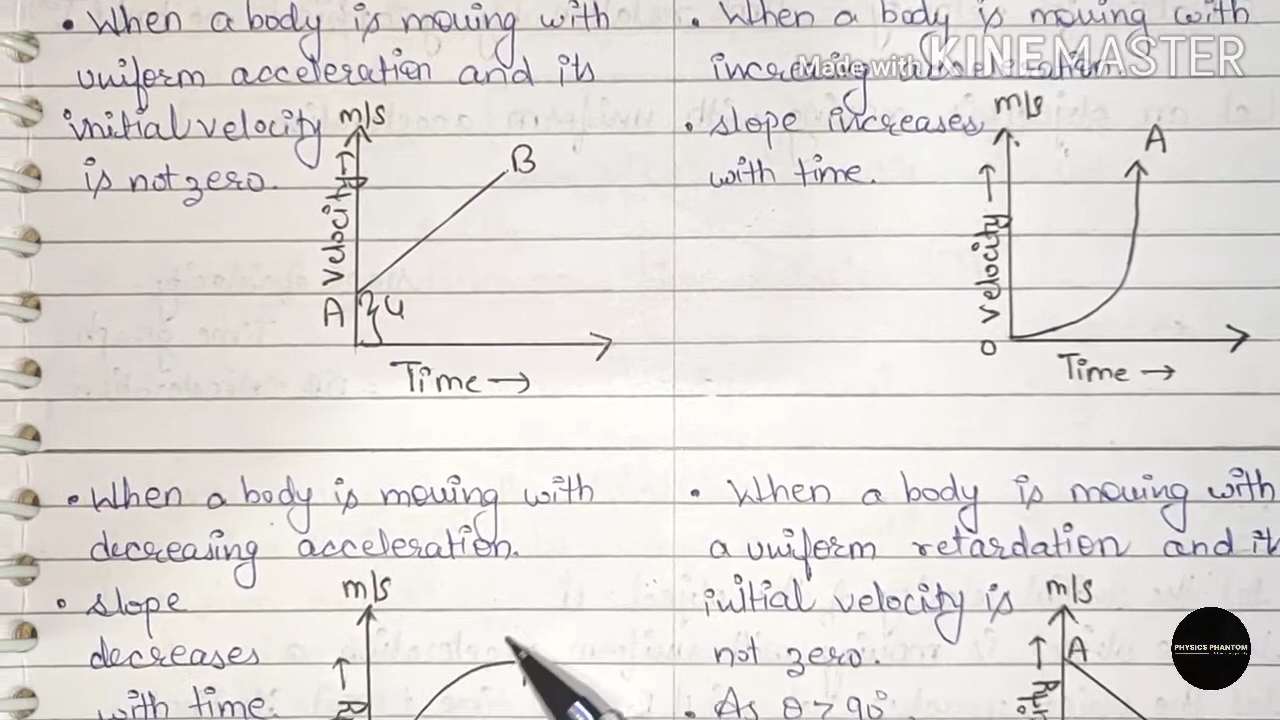 • When a body is moving with
uniform acceleration and its
initial velocity
is not zero.
m/s
Velocity →
B
A
u
Time →
• When a body is moving with
increasing acceleration
• slope increases
with time.
m/s
Velocity →
A
O
Time →
Made with KINEMASTER
• When a body is moving with
decreasing acceleration.
• slope
decreases
with time.
m/s
• When a body is moving with
a uniform retardation and it
initial velocity is
not zero.
• As θ > 90°
m/s
A
PHYSICS PHANTOM